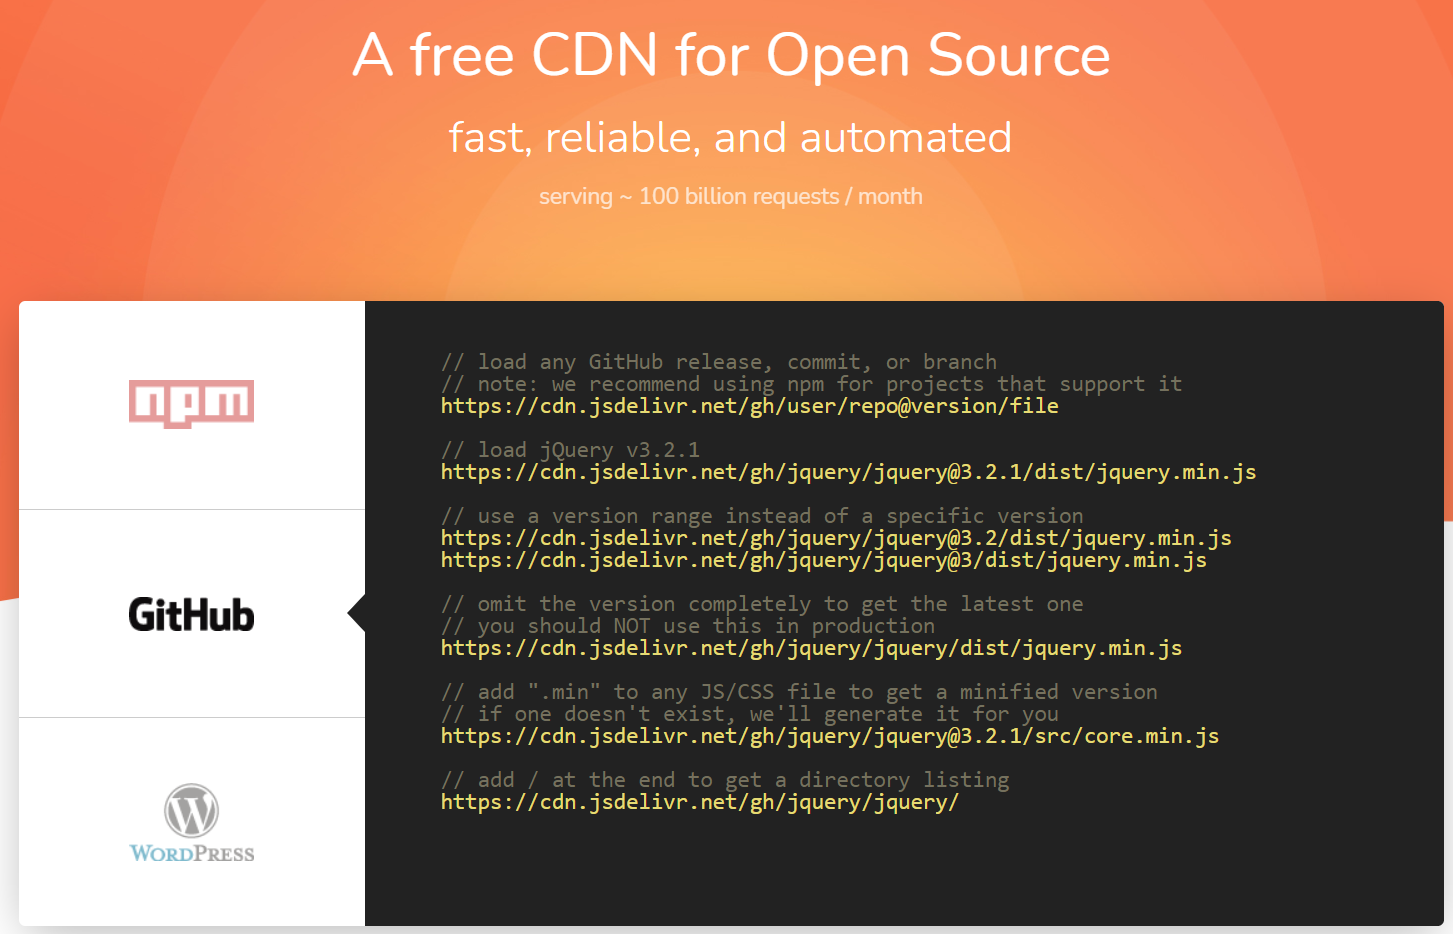 A free CDN for Open Source
fast, reliable, and automated
serving ~ 100 billion requests / month
npm
GitHub
WORDPRESS
// load any GitHub release, commit, or branch
// note: we recommend using npm for projects that support it
https://cdn.jsdelivr.net/gh/user/repo@version/file
// load jQuery v3.2.1
https://cdn.jsdelivr.net/gh/jquery/jquery@3.2.1/dist/jquery.min.js
// use a version range instead of a specific version
https://cdn.jsdelivr.net/gh/jquery/jquery@3.2/dist/jquery.min.js
https://cdn.jsdelivr.net/gh/jquery/jquery@3/dist/jquery.min.js
// omit the version completely to get the latest one
// you should NOT use this in production
https://cdn.jsdelivr.net/gh/jquery/jquery/dist/jquery.min.js
// add ".min" to any JS/CSS file to get a minified version
// if one doesn't exist, we'll generate it for you
https://cdn.jsdelivr.net/gh/jquery/jquery@3.2.1/src/core.min.js
// add / at the end to get a directory listing
https://cdn.jsdelivr.net/gh/jquery/jquery/